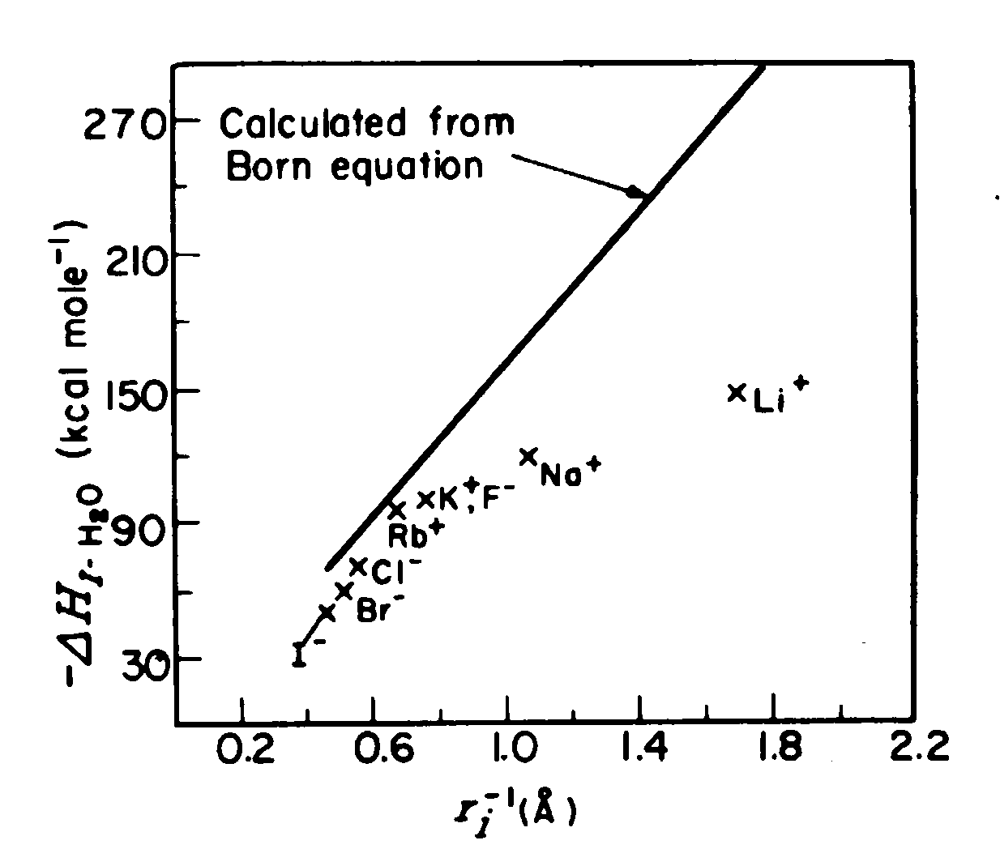 Calculated from
Born equation
270
210
150
90
30
-ΔH_I-H₂O (kcal mole⁻¹)
Li⁺
Na⁺
K⁺, F⁻
Rb⁺
Cl⁻
Br⁻
I⁻
0.2 0.6 1.0 1.4 1.8 2.2
r_i⁻¹(Å)